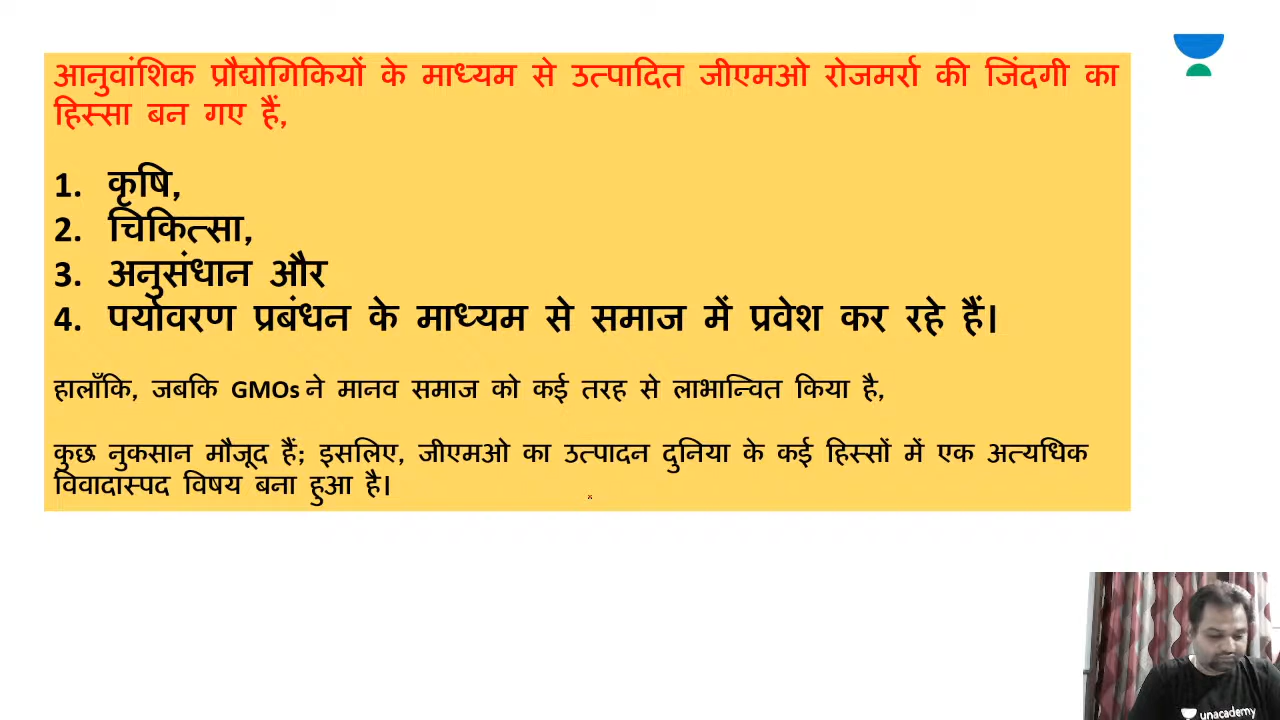 आनुवांशिक प्रौद्योगिकियों के माध्यम से उत्पादित जीएमओ रोजमर्रा की जिंदगी का
हिस्सा बन गए हैं,
1. कृषि,
2. चिकित्सा,
3. अनुसंधान और
4. पर्यावरण प्रबंधन के माध्यम से समाज में प्रवेश कर रहे हैं।
हालाँकि, जबकि GMOs ने मानव समाज को कई तरह से लाभान्वित किया है,
कुछ नुकसान मौजूद हैं; इसलिए, जीएमओ का उत्पादन दुनिया के कई हिस्सों में एक अत्यधिक
विवादास्पद विषय बना हुआ है।
unacademy